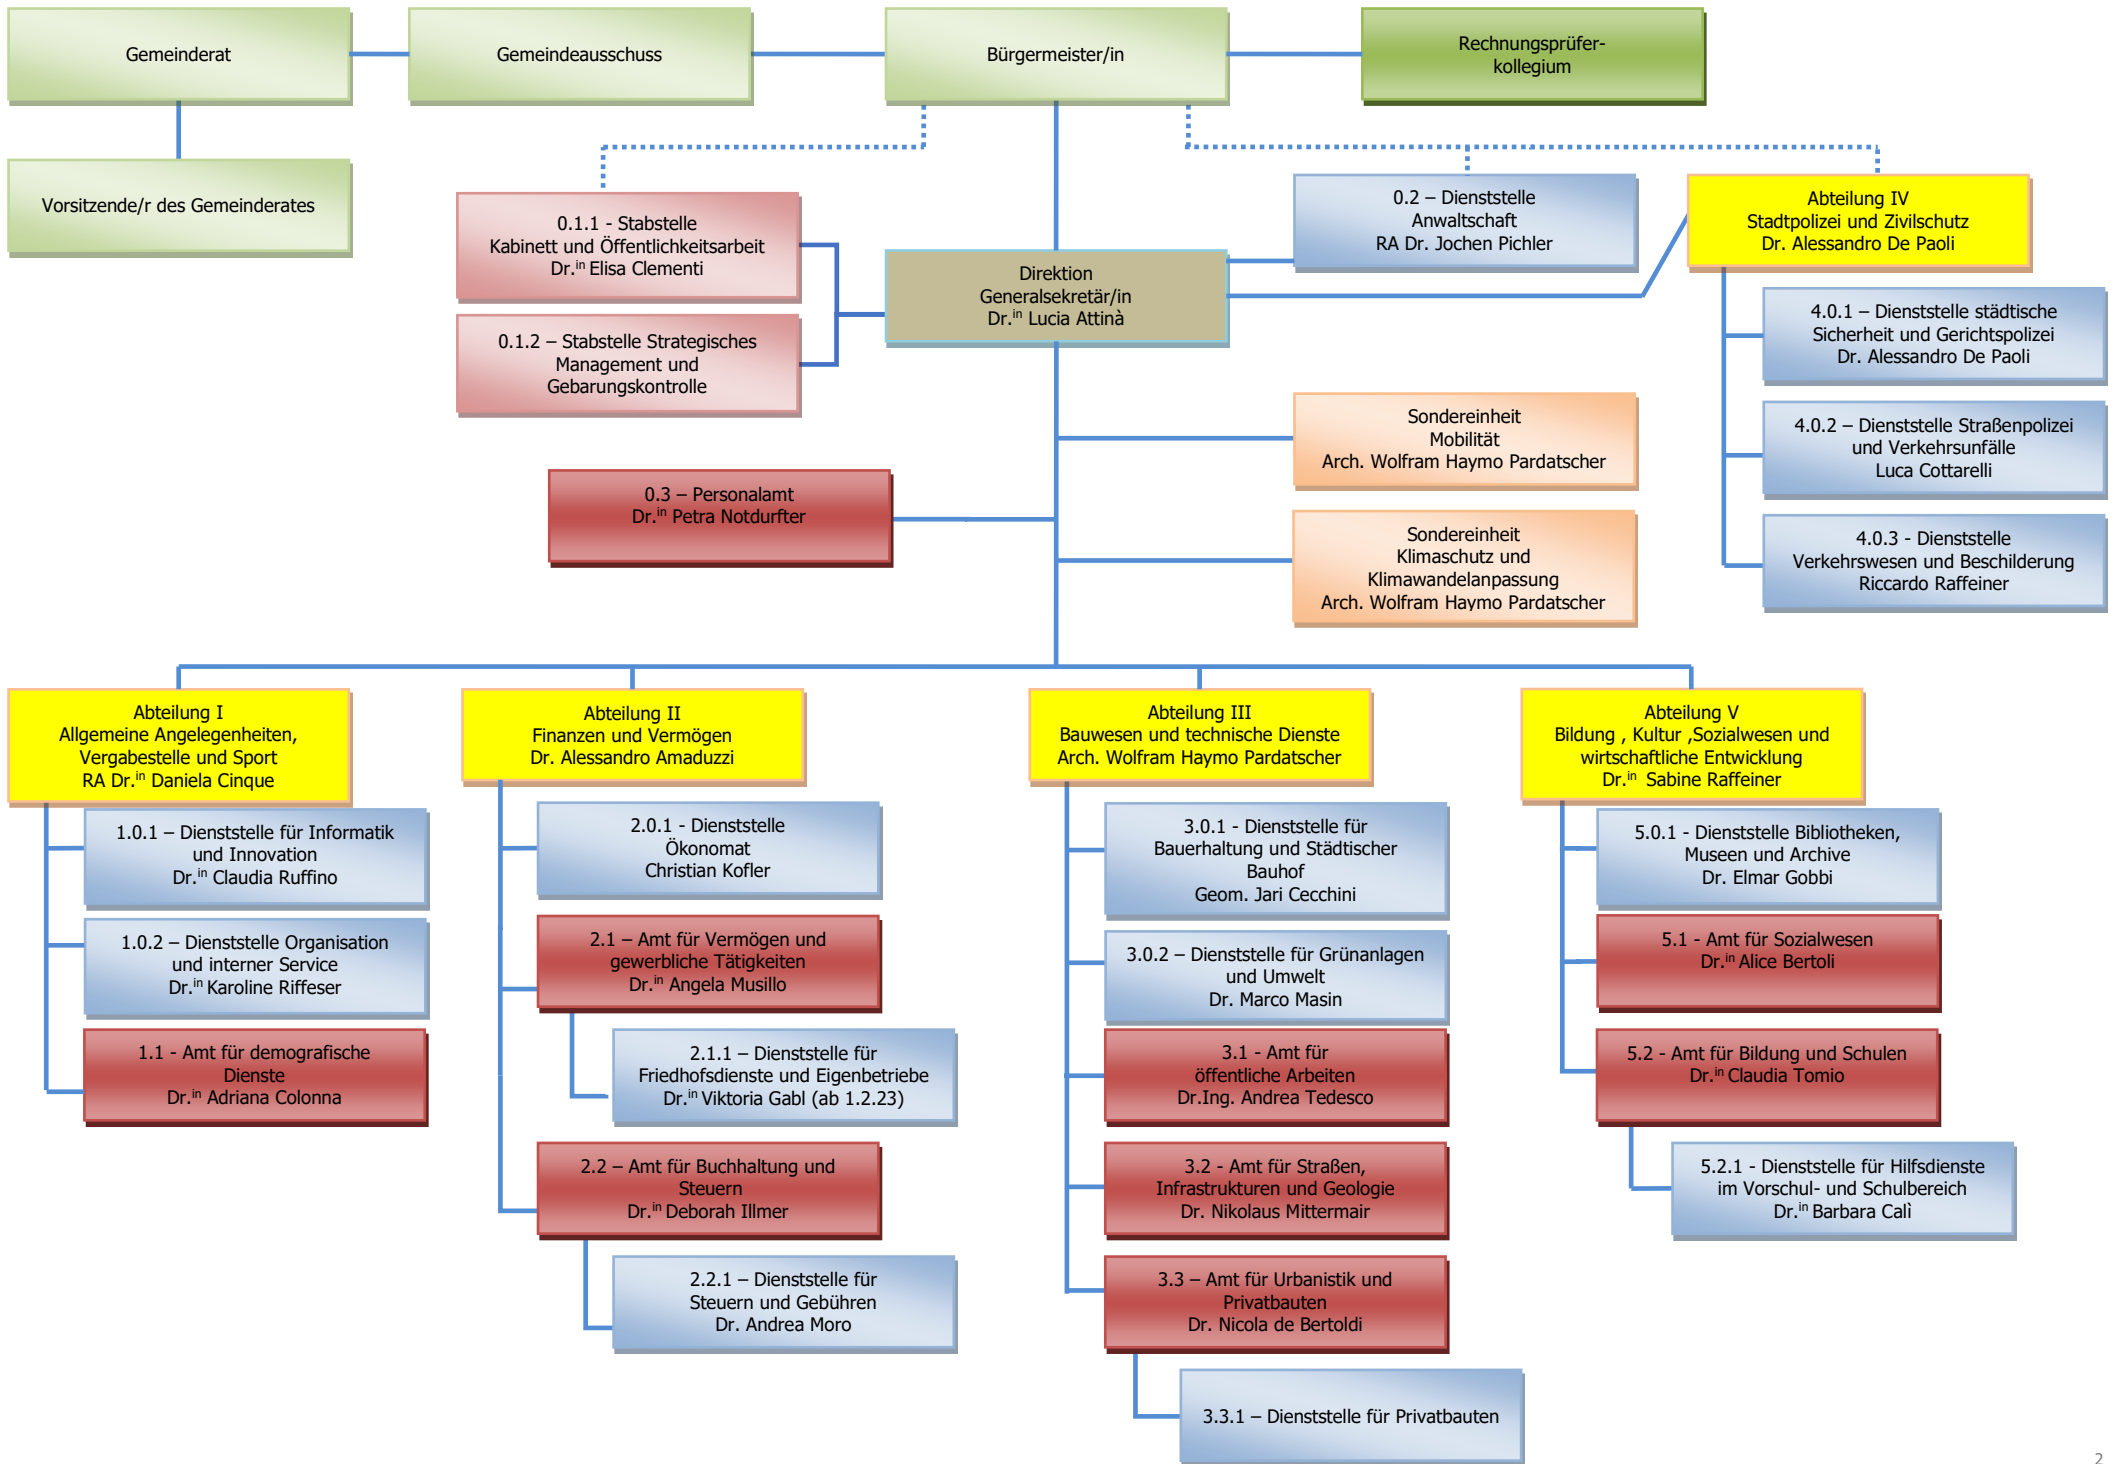 Gemeinderat
Gemeindeausschuss
Bürgermeister/in
Rechnungsprüfer-
kollegium
Vorsitzende/r des Gemeinderates
0.1.1 - Stabstelle
Kabinett und Öffentlichkeitsarbeit
Dr.in Elisa Clementi
0.2 – Dienststelle
Anwaltschaft
RA Dr. Jochen Pichler
Abteilung IV
Stadtpolizei und Zivilschutz
Dr. Alessandro De Paoli
Direktion
Generalsekretär/in
Dr.in Lucia Attinà
0.1.2 – Stabstelle Strategisches
Management und
Gebarungskontrolle
4.0.1 – Dienststelle städtische
Sicherheit und Gerichtspolizei
Dr. Alessandro De Paoli
Sondereinheit
Mobilität
Arch. Wolfram Haymo Pardatscher
4.0.2 – Dienststelle Straßenpolizei
und Verkehrsunfälle
Luca Cottarelli
0.3 – Personalamt
Dr.in Petra Notdurfter
Sondereinheit
Klimaschutz und
Klimawandelanpassung
Arch. Wolfram Haymo Pardatscher
4.0.3 - Dienststelle
Verkehrswesen und Beschilderung
Riccardo Raffeiner
Abteilung I
Allgemeine Angelegenheiten,
Vergabestelle und Sport
RA Dr.in Daniela Cinque
1.0.1 – Dienststelle für Informatik
und Innovation
Dr.in Claudia Ruffino
1.0.2 – Dienststelle Organisation
und interner Service
Dr.in Karoline Riffeser
1.1 - Amt für demografische
Dienste
Dr.in Adriana Colonna
Abteilung II
Finanzen und Vermögen
Dr. Alessandro Amaduzzi
2.0.1 - Dienststelle
Ökonomat
Christian Kofler
2.1 – Amt für Vermögen und
gewerbliche Tätigkeiten
Dr.in Angela Musillo
2.1.1 – Dienststelle für
Friedhofsdienste und Eigenbetriebe
Dr.in Viktoria Gabl (ab 1.2.23)
2.2 – Amt für Buchhaltung und
Steuern
Dr.in Deborah Illmer
2.2.1 – Dienststelle für
Steuern und Gebühren
Dr. Andrea Moro
Abteilung III
Bauwesen und technische Dienste
Arch. Wolfram Haymo Pardatscher
3.0.1 - Dienststelle für
Bauerhaltung und Städtischer
Bauhof
Geom. Jari Cecchini
3.0.2 – Dienststelle für Grünanlagen
und Umwelt
Dr. Marco Masin
3.1 - Amt für
öffentliche Arbeiten
Dr.Ing. Andrea Tedesco
3.2 - Amt für Straßen,
Infrastrukturen und Geologie
Dr. Nikolaus Mittermair
3.3 – Amt für Urbanistik und
Privatbauten
Dr. Nicola de Bertoldi
3.3.1 – Dienststelle für Privatbauten
Abteilung V
Bildung , Kultur ,Sozialwesen und
wirtschaftliche Entwicklung
Dr.in Sabine Raffeiner
5.0.1 - Dienststelle Bibliotheken,
Museen und Archive
Dr. Elmar Gobbi
5.1 - Amt für Sozialwesen
Dr.in Alice Bertoli
5.2 - Amt für Bildung und Schulen
Dr.in Claudia Tomio
5.2.1 - Dienststelle für Hilfsdienste
im Vorschul- und Schulbereich
Dr.in Barbara Calì
2